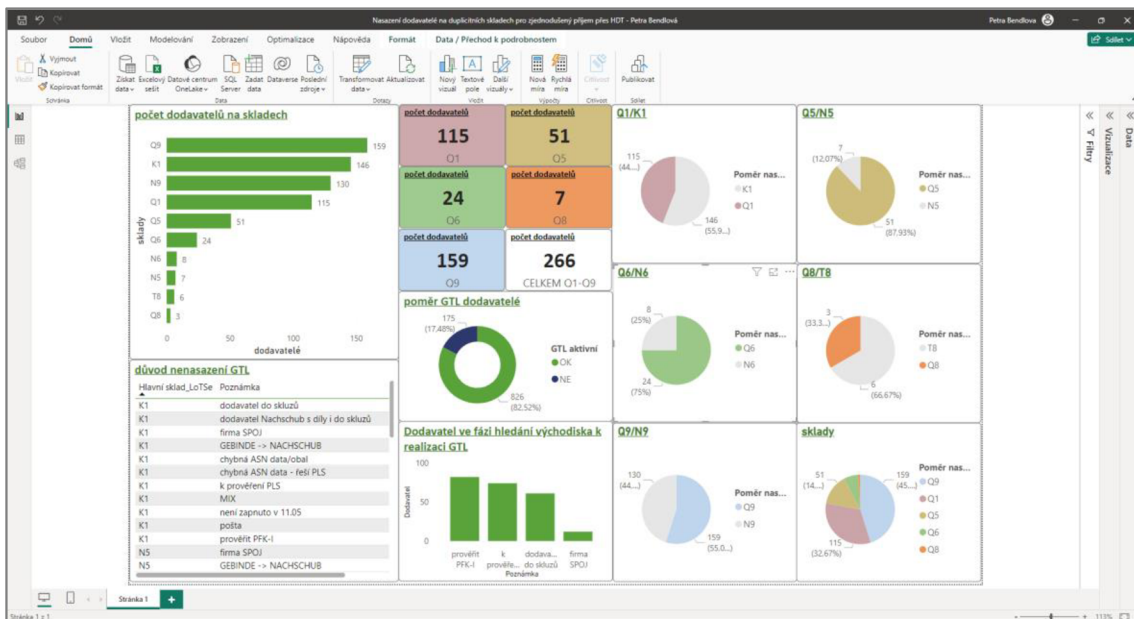 Nasazení dodavatelé na duplicitních skladech pro zjednodušený příjem přes HDT - Petra Bendlová
Petra Bendlová
Soubor Domů Vložit Modelování Zobrazení Optimalizace Nápověda Formát Data / Přechod k podrobnostem
Sdílet
Vložit
Vyjmout
Kopírovat
Kopírovat formát
Schránka
Získat data
Excelový sešit
Datové centrum OneLake
SQL Server
Zadat data
Dataverse
Poslední zdroje
Data
Transformovat data
Aktualizovat
Dotazy
Nový vizuál
Textové pole
Další vizuály
Vložit
Nová míra
Rychlá míra
Výpočty
Citlivost
Citlivost
Publikovat
Sdílet
počet dodavatelů na skladech
sklady
Q9 159
K1 146
N9 130
Q1 115
Q5 51
Q6 24
N6 8
N5 7
T8 6
Q8 3
0 50 100 150
dodavatelé
počet dodavatelů
115
Q1
počet dodavatelů
51
Q5
počet dodavatelů
24
Q6
počet dodavatelů
7
Q8
počet dodavatelů
159
Q9
počet dodavatelů
266
CELKEM Q1-Q9
Q1/K1
115
(44,...)
146
(55,9...)
Poměr nas...
K1
Q1
Q5/N5
7
(12,07%)
51
(87,93%)
Poměr nas...
Q5
N5
poměr GTL dodavatelé
175
(17,48%)
826
(82,52%)
GTL aktivní
OK
NE
Q6/N6
8
(25%)
24
(75%)
Poměr nas...
Q6
N6
Q8/T8
3
(33,3...)
6
(66,67%)
Poměr nas...
T8
Q8
důvod nenasazení GTL
Hlavní sklad_LoTSe Poznámka
K1 dodavatel do skluzů
K1 dodavatel Nachschub s díly i do skluzů
K1 firma SPOJ
K1 GEBINDE -> NACHSCHUB
K1 chybná ASN data/obal
K1 chybná ASN data - řeší PLS
K1 k prověření PLS
K1 MIX
K1 není zapnuto v 11.05
K1 pošta
K1 prověřit PFK-I
N5 firma SPOJ
N5 GEBINDE -> NACHSCHUB
Dodavatel ve fázi hledání východiska k
realizaci GTL
Dodavatel
100
50
0
prověřit PFK-I
k prověře...
dodava... do skluzů
firma SPOJ
Poznámka
Q9/N9
130
(44,...)
159
(55,0...)
Poměr nas...
Q9
N9
sklady
51
(14,...)
159
(45...)
115
(32.67%)
Poměr nas...
Q9
Q1
Q5
Q6
Q8
Filtry
Vizualizace
Data
Stránka 1
Stránka 1 z 1
113%